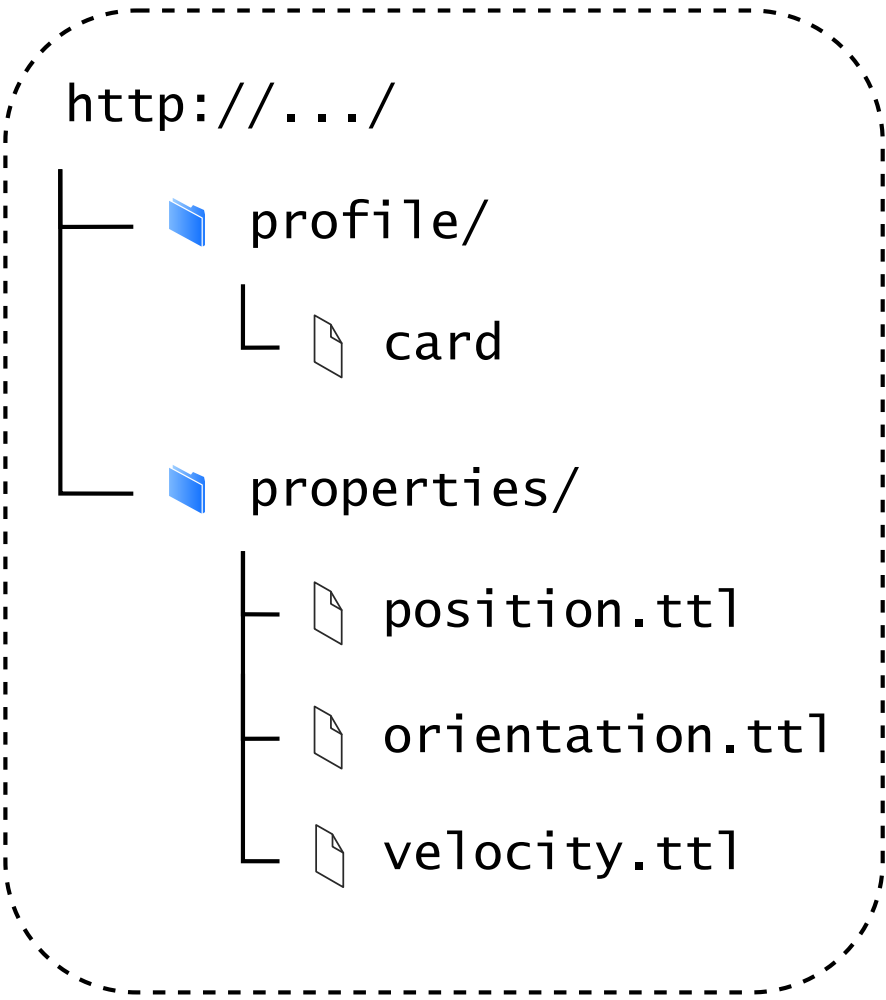 http://.../
profile/
card
properties/
position.ttl
orientation.ttl
velocity.ttl